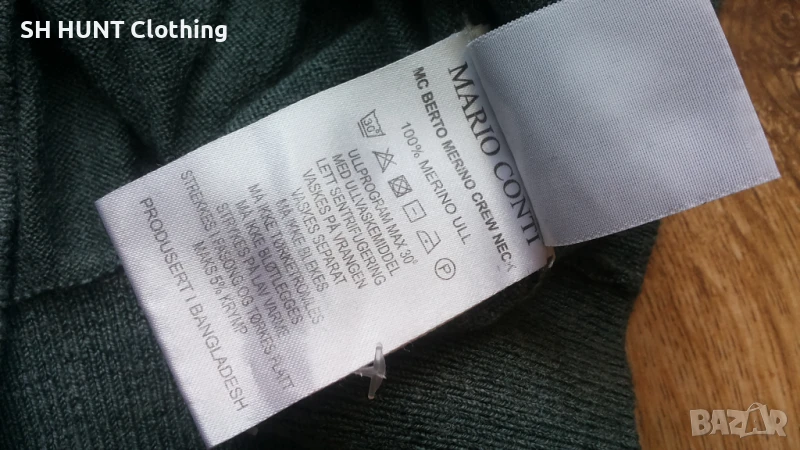 SH HUNT Clothing
MARIO CONTI
MC BERTO MERINO CREW NECK
100% MERINO ULL
30
P
ULLPROGRAM MAX 30°
MED ULLVASKEMIDDEL
LETT SENTRIFUGERING
VASKES PÅ VRANGEN
VASKES SEPARAT
MÅ IKKE BLEKES
MÅ IKKE TØRKETROMLES
MÅ IKKE BLØTLEGGES
STRYKES PÅ LAV VARME
STREKKES I FASONG OG TØRKES FLATT
MAKS 5% KRYMP
PRODUSERT I BANGLADESH
BAZAR